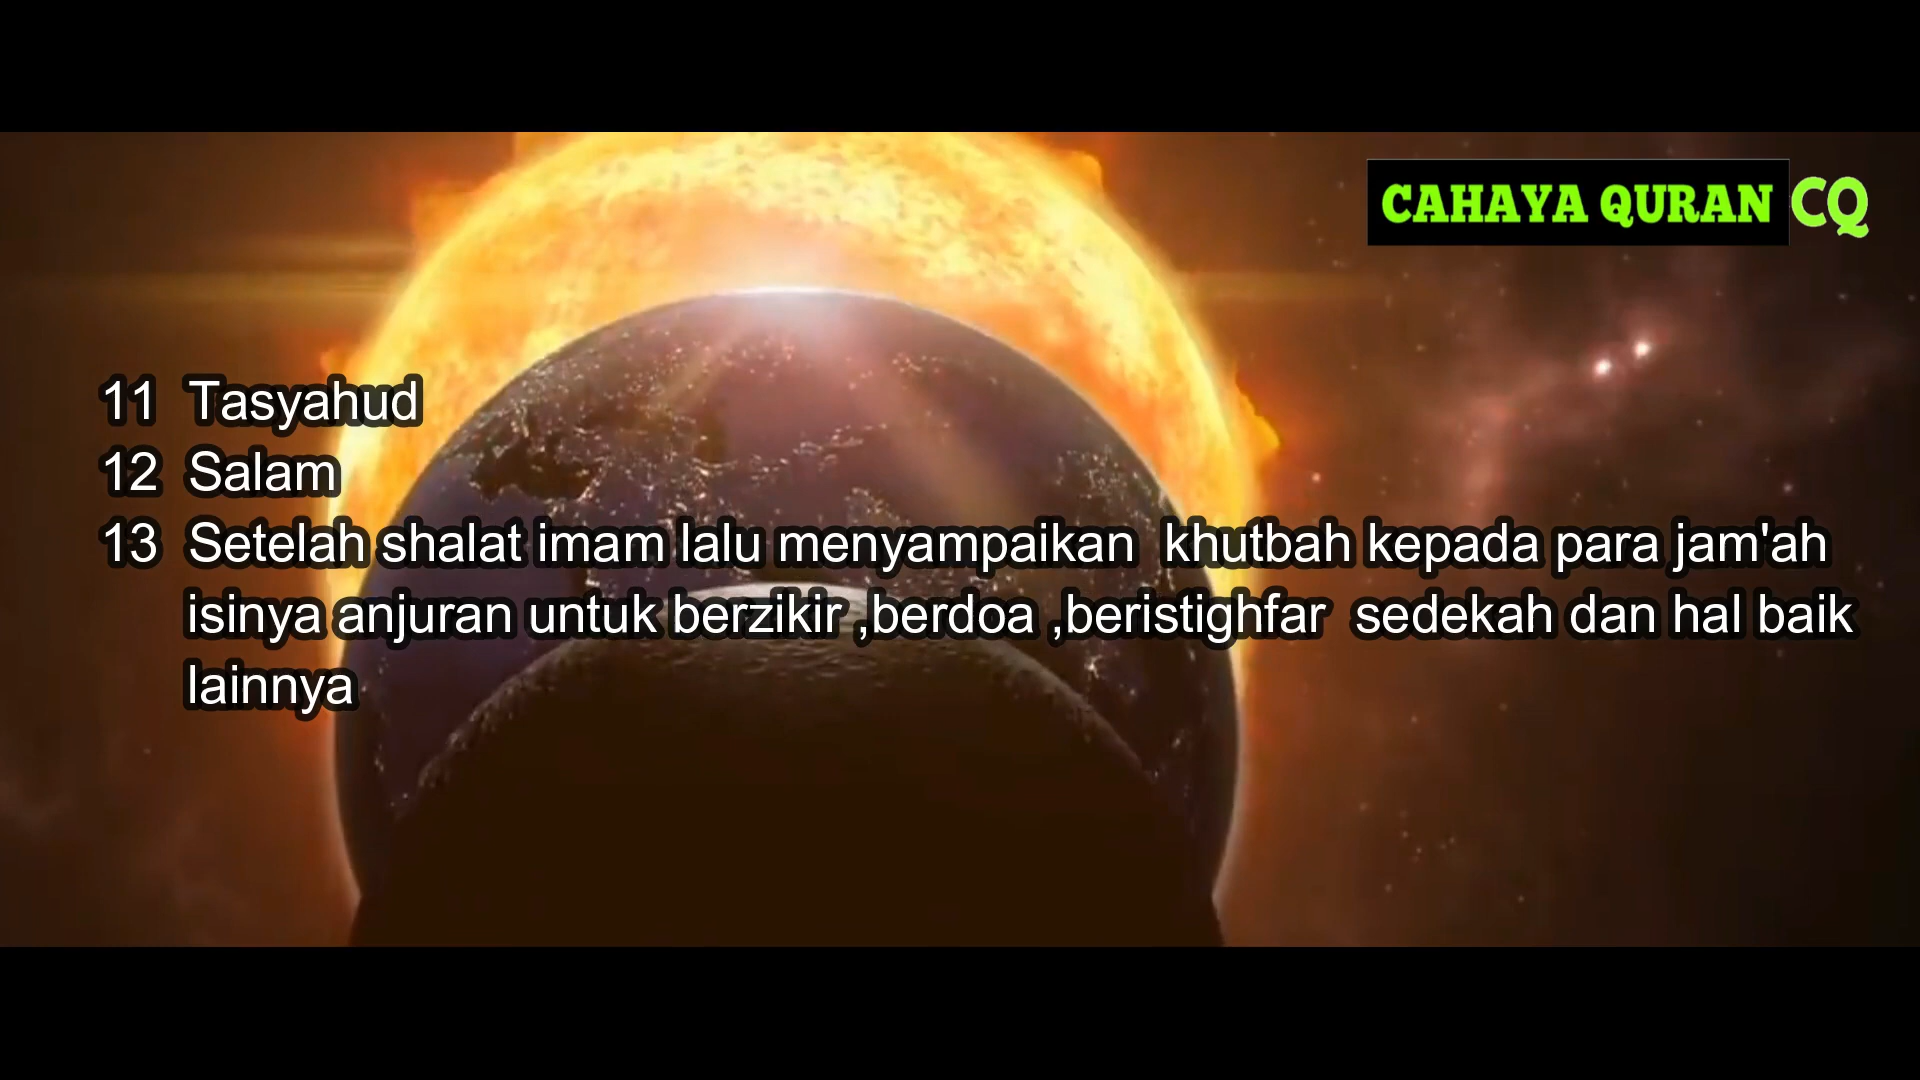 CAHAYA QURAN CQ
11 Tasyahud
12 Salam
13 Setelah shalat imam lalu menyampaikan khutbah kepada para jam'ah
isinya anjuran untuk berzikir ,berdoa ,beristighfar sedekah dan hal baik
lainnya